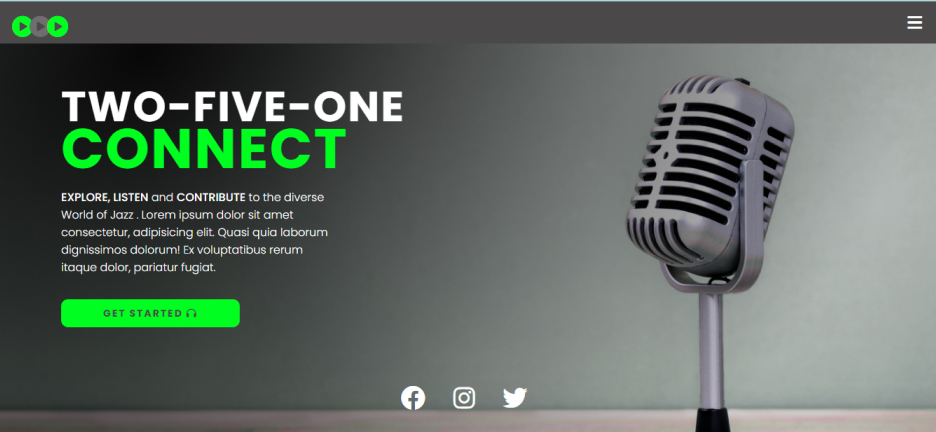 TWO-FIVE-ONE
CONNECT
EXPLORE, LISTEN and CONTRIBUTE to the diverse
World of Jazz . Lorem ipsum dolor sit amet
consectetur, adipisicing elit. Quasi quia laborum
dignissimos dolorum! Ex voluptatibus rerum
itaque dolor, pariatur fugiat.
GET STARTED